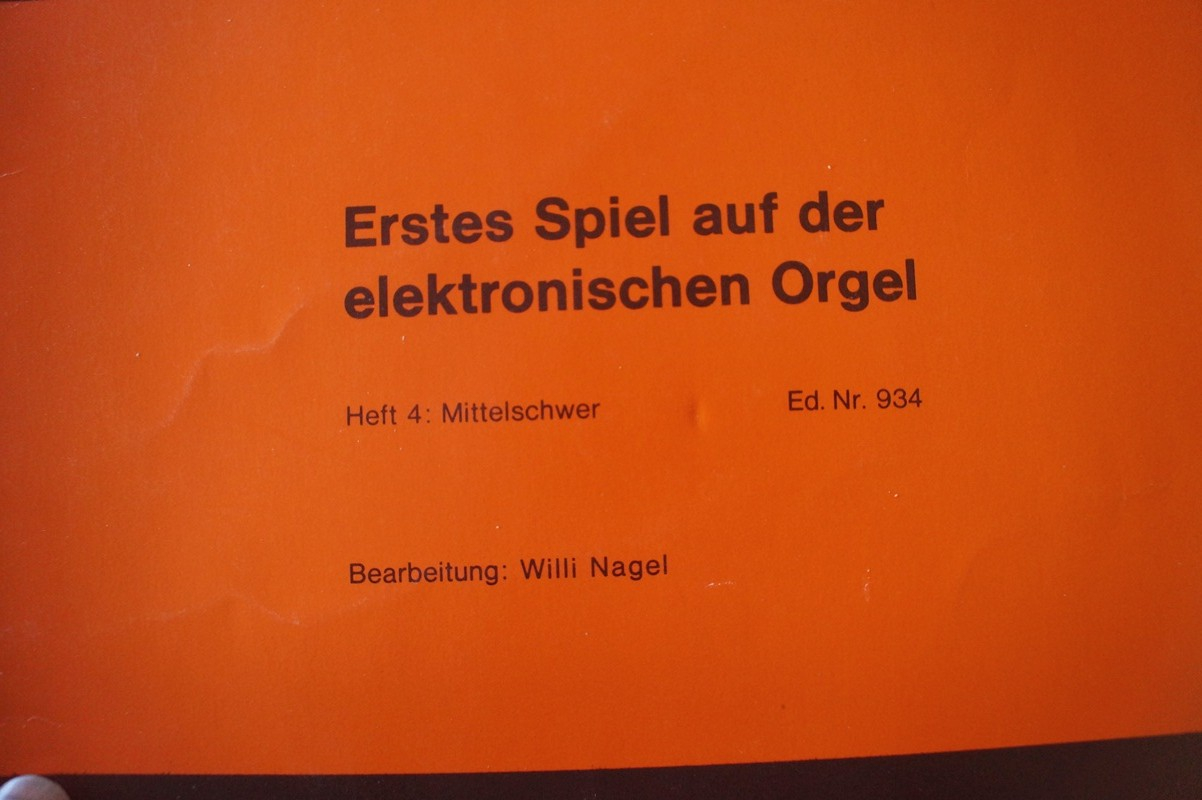 Erstes Spiel auf der
elektronischen Orgel
Heft 4: Mittelschwer Ed. Nr. 934
Bearbeitung: Willi Nagel